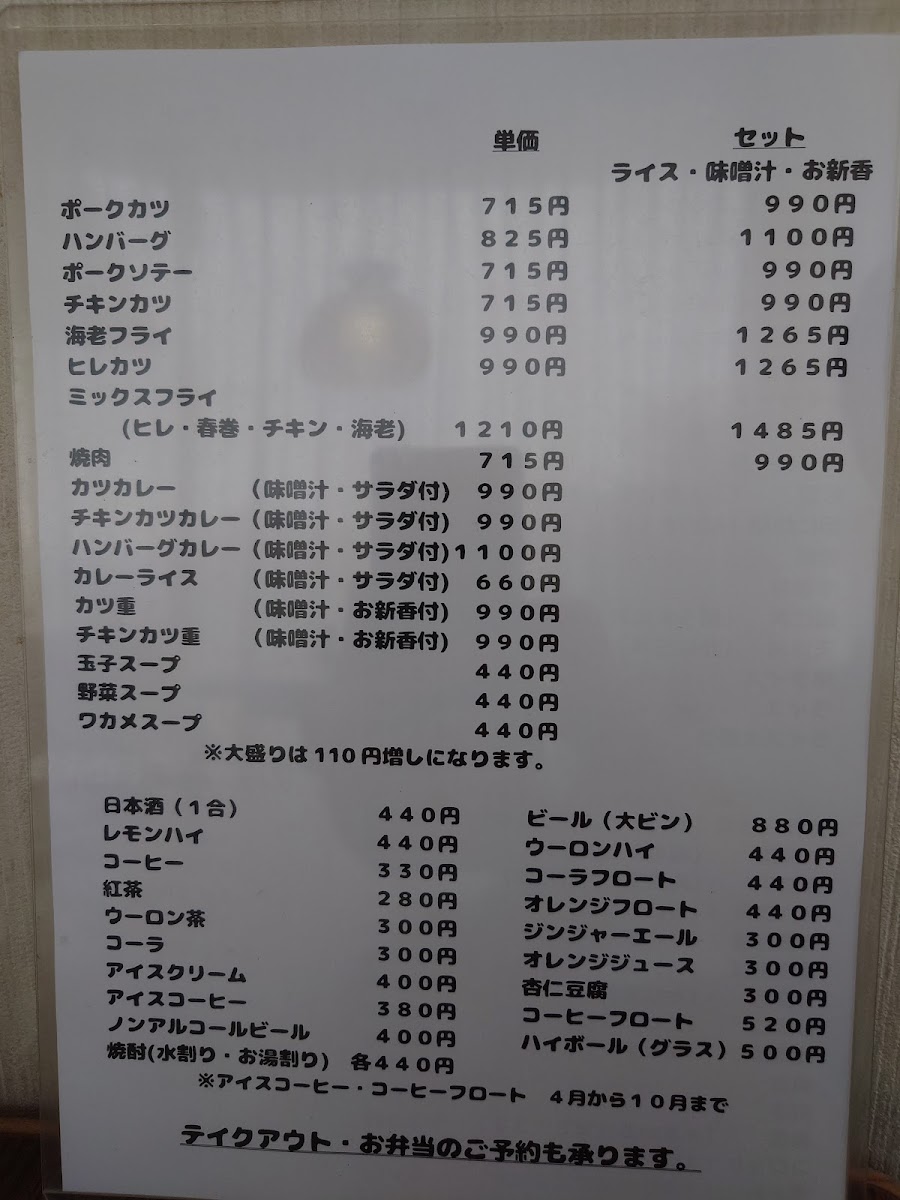 単価 セット
ライス・味噌汁・お新香
ポークカツ 715円 990円
ハンバーグ 825円 1100円
ポークソテー 715円 990円
チキンカツ 715円 990円
海老フライ 990円 1265円
ヒレカツ 990円 1265円
ミックスフライ
(ヒレ・春巻・チキン・海老) 1210円 1485円
焼肉 715円 990円
カツカレー (味噌汁・サラダ付) 990円
チキンカツカレー (味噌汁・サラダ付) 990円
ハンバーグカレー (味噌汁・サラダ付) 1100円
カレーライス (味噌汁・サラダ付) 660円
カツ重 (味噌汁・お新香付) 990円
チキンカツ重 (味噌汁・お新香付) 990円
玉子スープ 440円
野菜スープ 440円
ワカメスープ 440円
※大盛りは110円増しになります。
日本酒(1合) 440円 ビール(大ビン) 880円
レモンハイ 440円 ウーロンハイ 440円
コーヒー 330円 コーラフロート 440円
紅茶 280円 オレンジフロート 440円
ウーロン茶 300円 ジンジャーエール 300円
コーラ 300円 オレンジジュース 300円
アイスクリーム 400円 杏仁豆腐 300円
アイスコーヒー 380円 コーヒーフロート 520円
ノンアルコールビール 400円 ハイボール(グラス) 500円
焼酎(水割り・お湯割り) 各440円
※アイスコーヒー・コーヒーフロート 4月から10月まで
テイクアウト・お弁当のご予約も承ります。